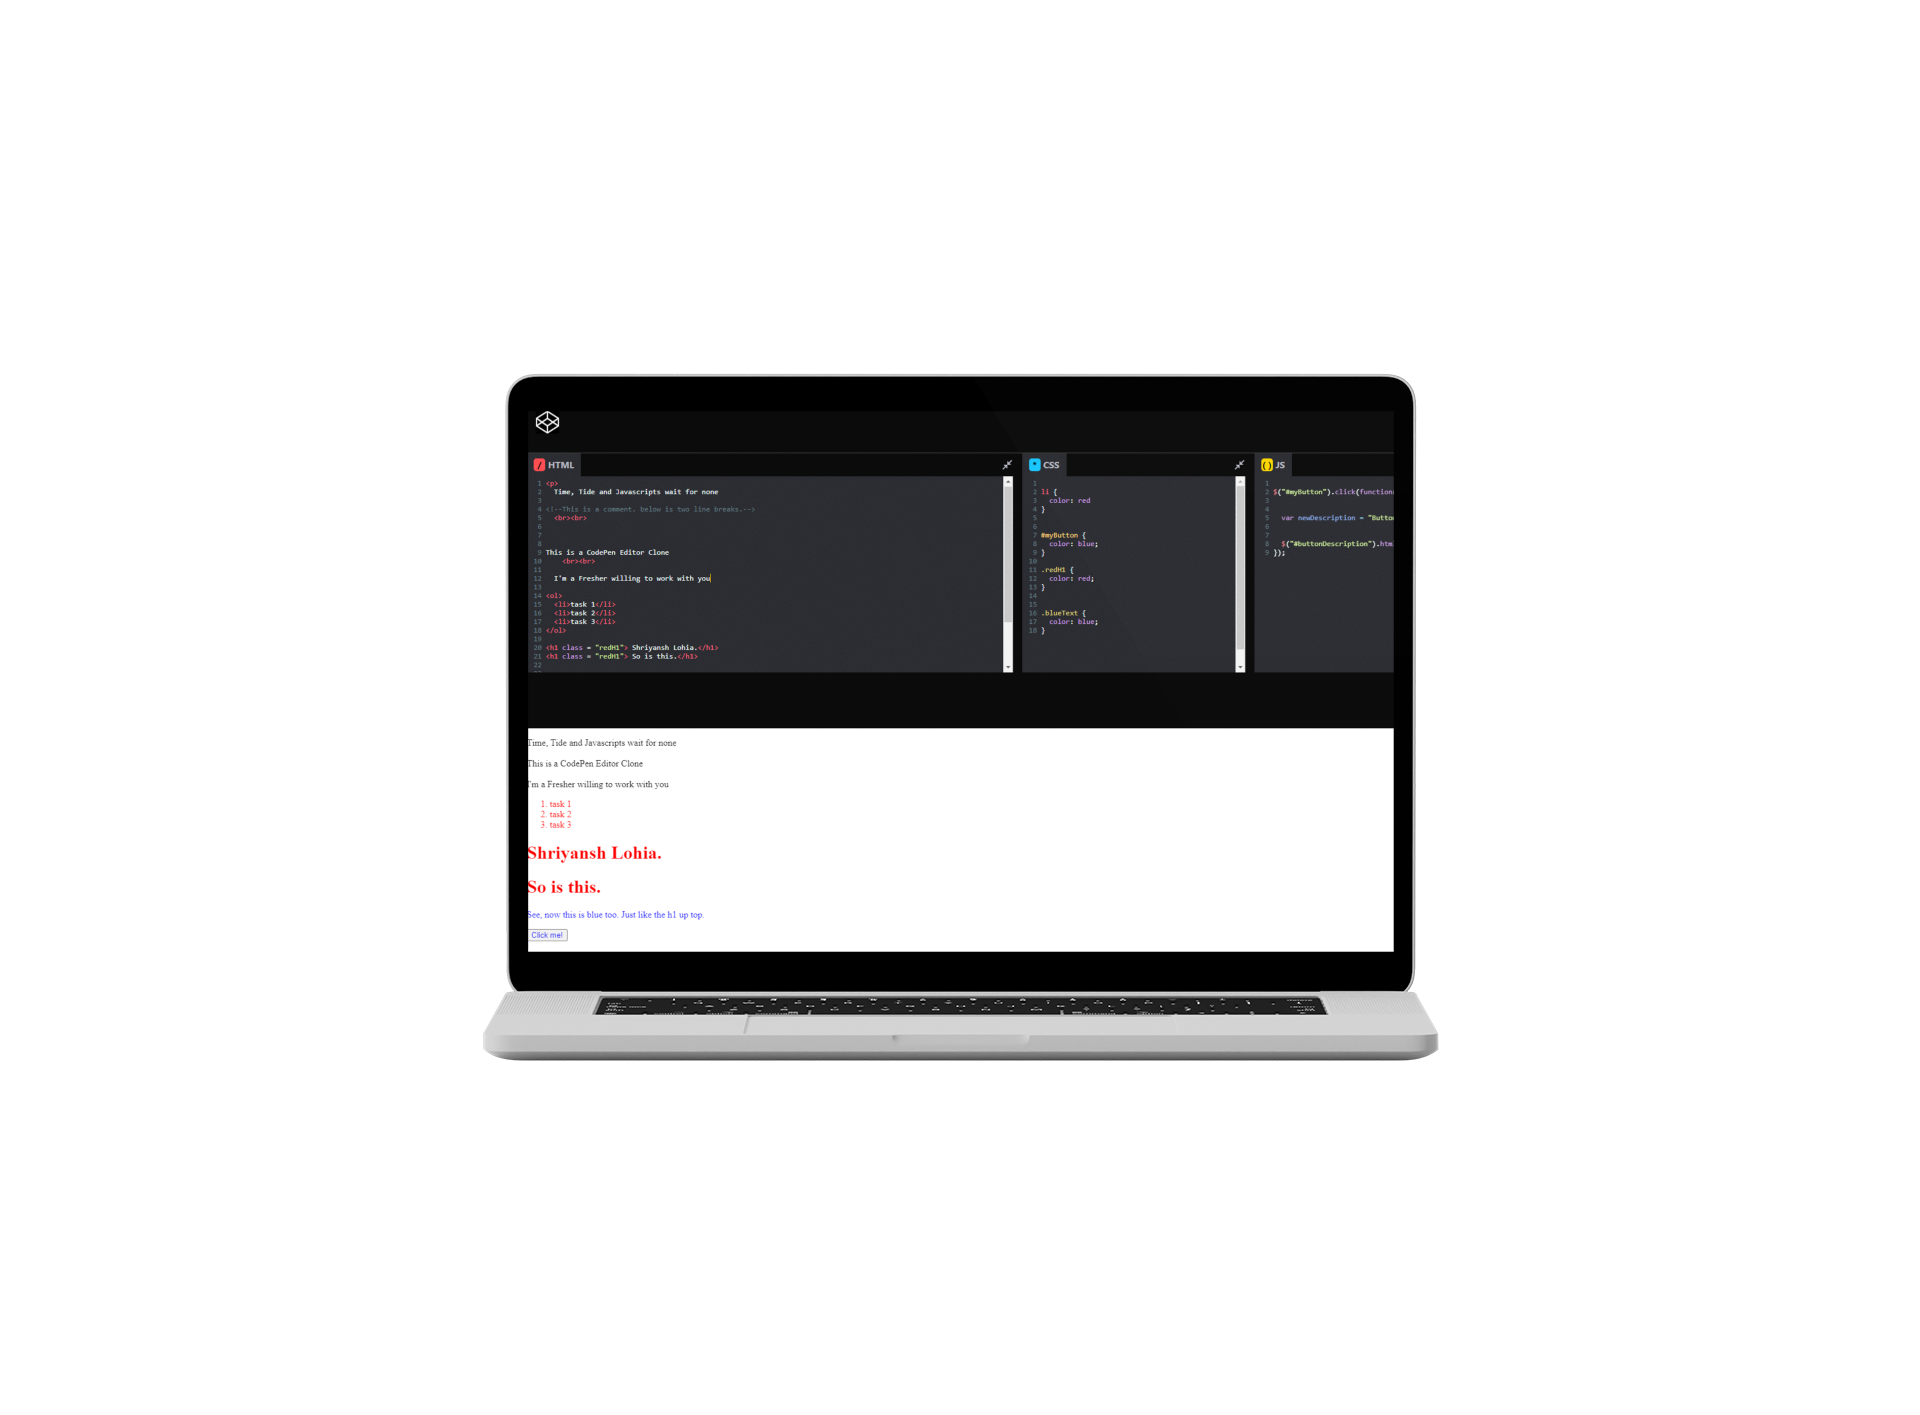 HTML
1 <p>
2 Time, Tide and Javascripts wait for none
3
4 <!--This is a comment. below is two line breaks.-->
5 <br><br>
6
7
8
9 This is a CodePen Editor Clone
10 <br><br>
11
12 I'm a Fresher willing to work with you
13
14 <ol>
15 <li>task 1</li>
16 <li>task 2</li>
17 <li>task 3</li>
18 </ol>
19
20 <h1 class = "redH1"> Shriyansh Lohia.</h1>
21 <h1 class = "redH1"> So is this.</h1>
22
CSS
1
2 li {
3 color: red
4 }
5
6
7 #myButton {
8 color: blue;
9 }
10
11 .redH1 {
12 color: red;
13 }
14
15
16 .blueText {
17 color: blue;
18 }
JS
1
2 $("#myButton").click(function
3
4
5 var newDescription = "Butto
6
7
8 $("#buttonDescription").htm
9 });
Time, Tide and Javascripts wait for none
This is a CodePen Editor Clone
I'm a Fresher willing to work with you
1. task 1
2. task 2
3. task 3
Shriyansh Lohia.
So is this.
See, now this is blue too. Just like the h1 up top.
Click me!